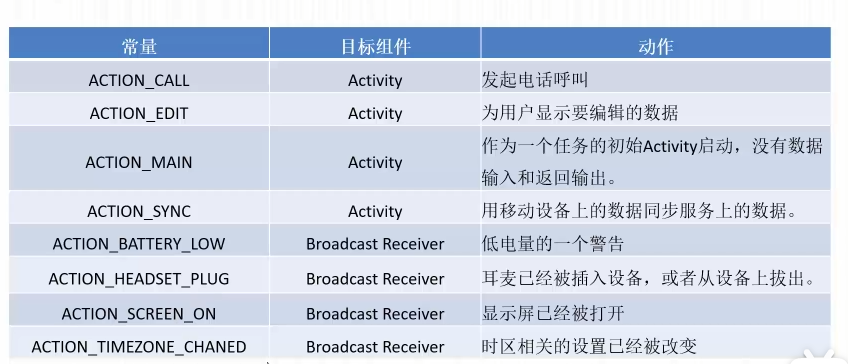 常量 目标组件 动作
ACTION_CALL Activity 发起电话呼叫
ACTION_EDIT Activity 为用户显示要编辑的数据
ACTION_MAIN Activity 作为一个任务的初始Activity启动，没有数据
输入和返回输出。
ACTION_SYNC Activity 用移动设备上的数据同步服务上的数据。
ACTION_BATTERY_LOW Broadcast Receiver 低电量的一个警告
ACTION_HEADSET_PLUG Broadcast Receiver 耳麦已经被插入设备，或者从设备上拔出。
ACTION_SCREEN_ON Broadcast Receiver 显示屏已经被打开
ACTION_TIMEZONE_CHANED Broadcast Receiver 时区相关的设置已经被改变